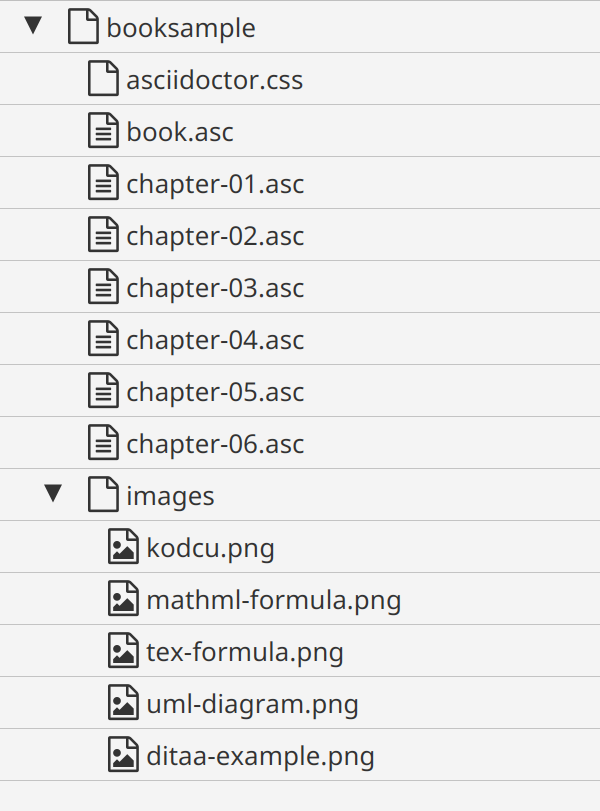 booksample
asciidoctor.css
book.asc
chapter-01.asc
chapter-02.asc
chapter-03.asc
chapter-04.asc
chapter-05.asc
chapter-06.asc
images
kodcu.png
mathml-formula.png
tex-formula.png
uml-diagram.png
ditaa-example.png